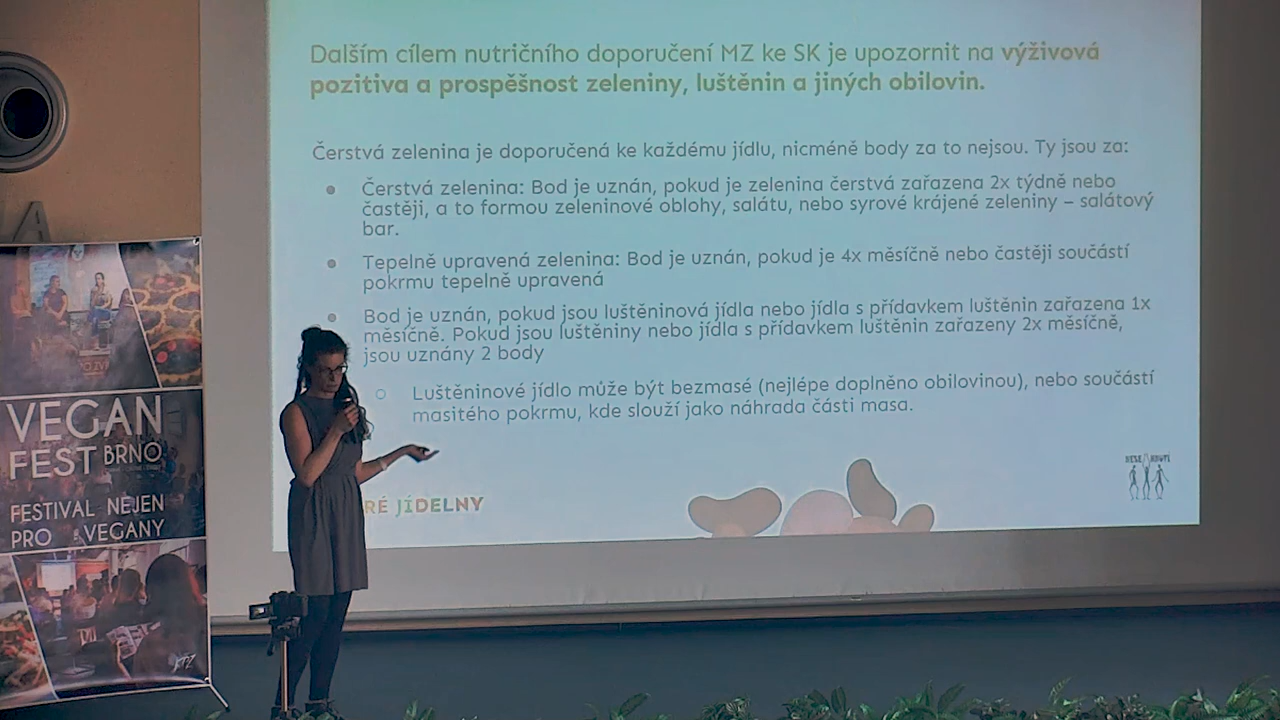 Dalším cílem nutričního doporučení MZ ke SK je upozornit na výživová
pozitiva a prospěšnost zeleniny, luštěnin a jiných obilovin.
Čerstvá zelenina je doporučená ke každému jídlu, nicméně body za to nejsou. Ty jsou za:
Čerstvá zelenina: Bod je uznán, pokud je zelenina čerstvá zařazena 2x týdně nebo
častěji, a to formou zeleninové oblohy, salátu, nebo syrové krájené zeleniny – salátový
bar.
Tepelně upravená zelenina: Bod je uznán, pokud je 4x měsíčně nebo častěji součástí
pokrmu tepelně upravená
Bod je uznán, pokud jsou luštěninová jídla nebo jídla s přídavkem luštěnin zařazena 1x
měsíčně. Pokud jsou luštěniny nebo jídla s přídavkem luštěnin zařazeny 2x měsíčně,
jsou uznány 2 body
Luštěninové jídlo může být bezmasé (nejlépe doplněno obilovinou), nebo součástí
masitého pokrmu, kde slouží jako náhrada části masa.
RÉ JÍDELNY
A
VEGAN
FEST BRNO
FESTIVAL NEJEN
PRO VEGANY